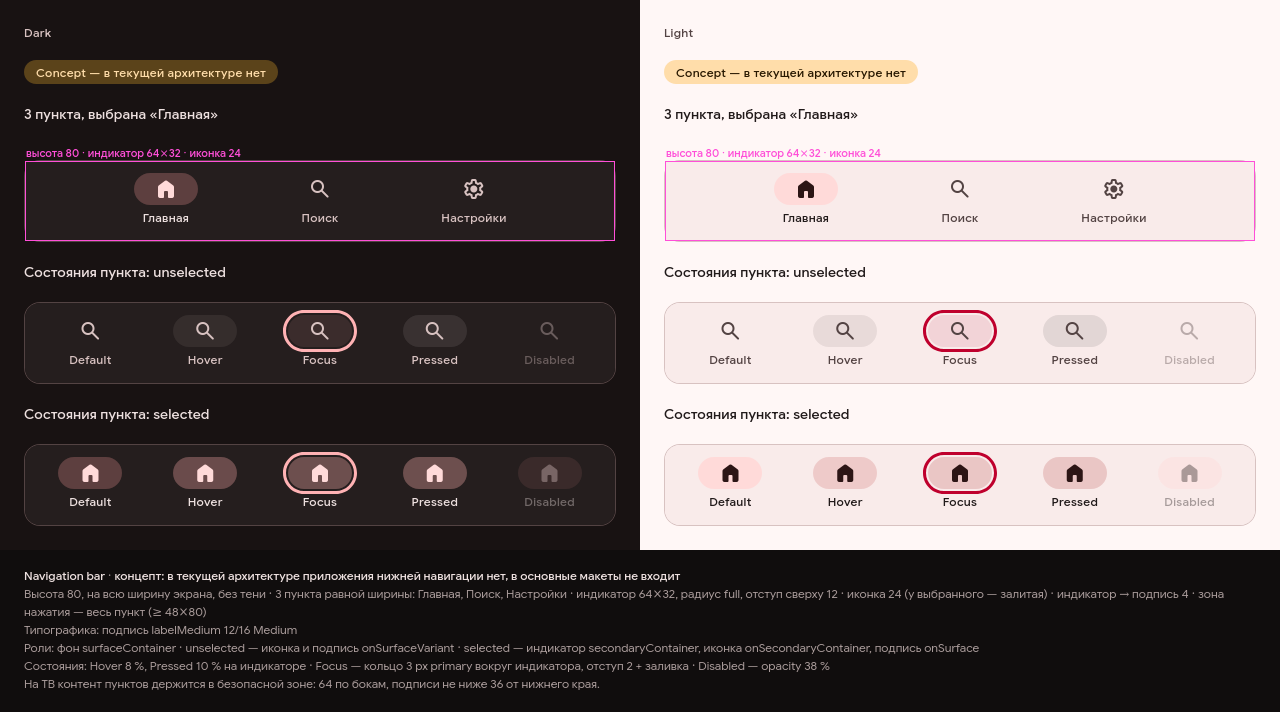 Dark
Concept — в текущей архитектуре нет
3 пункта, выбрана «Главная»
высота 80 · индикатор 64×32 · иконка 24
Главная
Поиск
Настройки
Состояния пункта: unselected
Default
Hover
Focus
Pressed
Disabled
Состояния пункта: selected
Default
Hover
Focus
Pressed
Disabled
Light
Concept — в текущей архитектуре нет
3 пункта, выбрана «Главная»
высота 80 · индикатор 64×32 · иконка 24
Главная
Поиск
Настройки
Состояния пункта: unselected
Default
Hover
Focus
Pressed
Disabled
Состояния пункта: selected
Default
Hover
Focus
Pressed
Disabled
Navigation bar · концепт: в текущей архитектуре приложения нижней навигации нет, в основные макеты не входит
Высота 80, на всю ширину экрана, без тени · 3 пункта равной ширины: Главная, Поиск, Настройки · индикатор 64×32, радиус full, отступ сверху 12 · иконка 24 (у выбранного — залитая) · индикатор → подпись 4 · зона
нажатия — весь пункт (≥ 48×80)
Типографика: подпись labelMedium 12/16 Medium
Роли: фон surfaceContainer · unselected — иконка и подпись onSurfaceVariant · selected — индикатор secondaryContainer, иконка onSecondaryContainer, подпись onSurface
Состояния: Hover 8 %, Pressed 10 % на индикаторе · Focus — кольцо 3 px primary вокруг индикатора, отступ 2 + заливка · Disabled — opacity 38 %
На ТВ контент пунктов держится в безопасной зоне: 64 по бокам, подписи не ниже 36 от нижнего края.